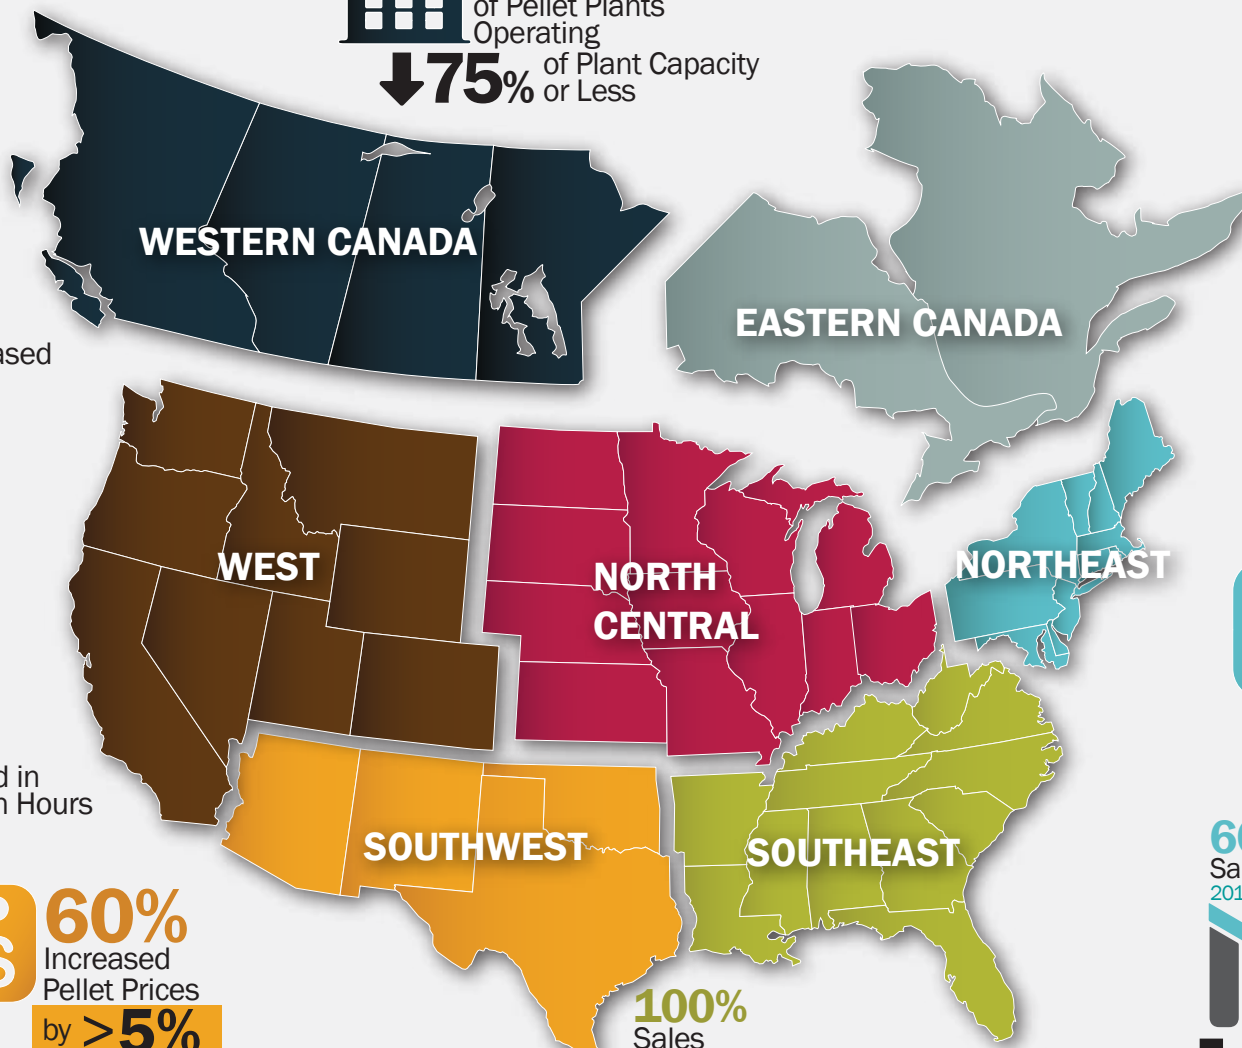 of Pellet Plants
Operating
75% of Plant Capacity
or Less
WESTERN CANADA
EASTERN CANADA
WEST
NORTH
CENTRAL
NORTHEAST
SOUTHWEST
SOUTHEAST
d in
Hours
60%
Increased
Pellet Prices
by >5%
100%
Sales